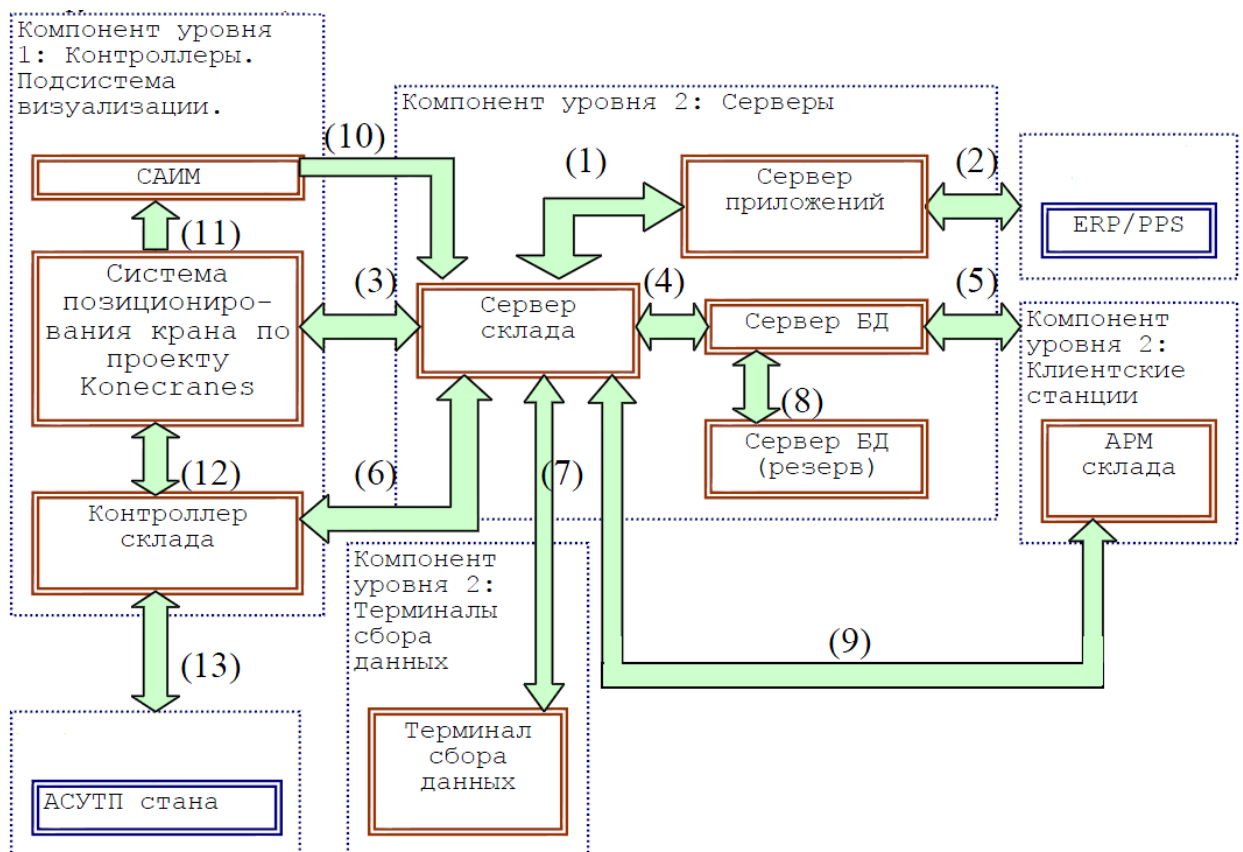 Компонент уровня
1: Контроллеры.
Подсистема
визуализации.
(10)
Компонент уровня 2: Серверы
САИМ
(1)
Сервер
приложений
(2)
ERP/PPS
(11)
Система
позициониро-
вания крана по
проекту
Konecranes
(3)
Сервер
склада
(4)
Сервер БД
(5)
Компонент
уровня 2:
Клиентские
станции
(8)
Сервер БД
(резерв)
АРМ
склада
(12)
(6)
(7)
Контроллер
склада
Компонент
уровня 2:
Терминалы
сбора
данных
(9)
(13)
Терминал
сбора
данных
АСУТП стана